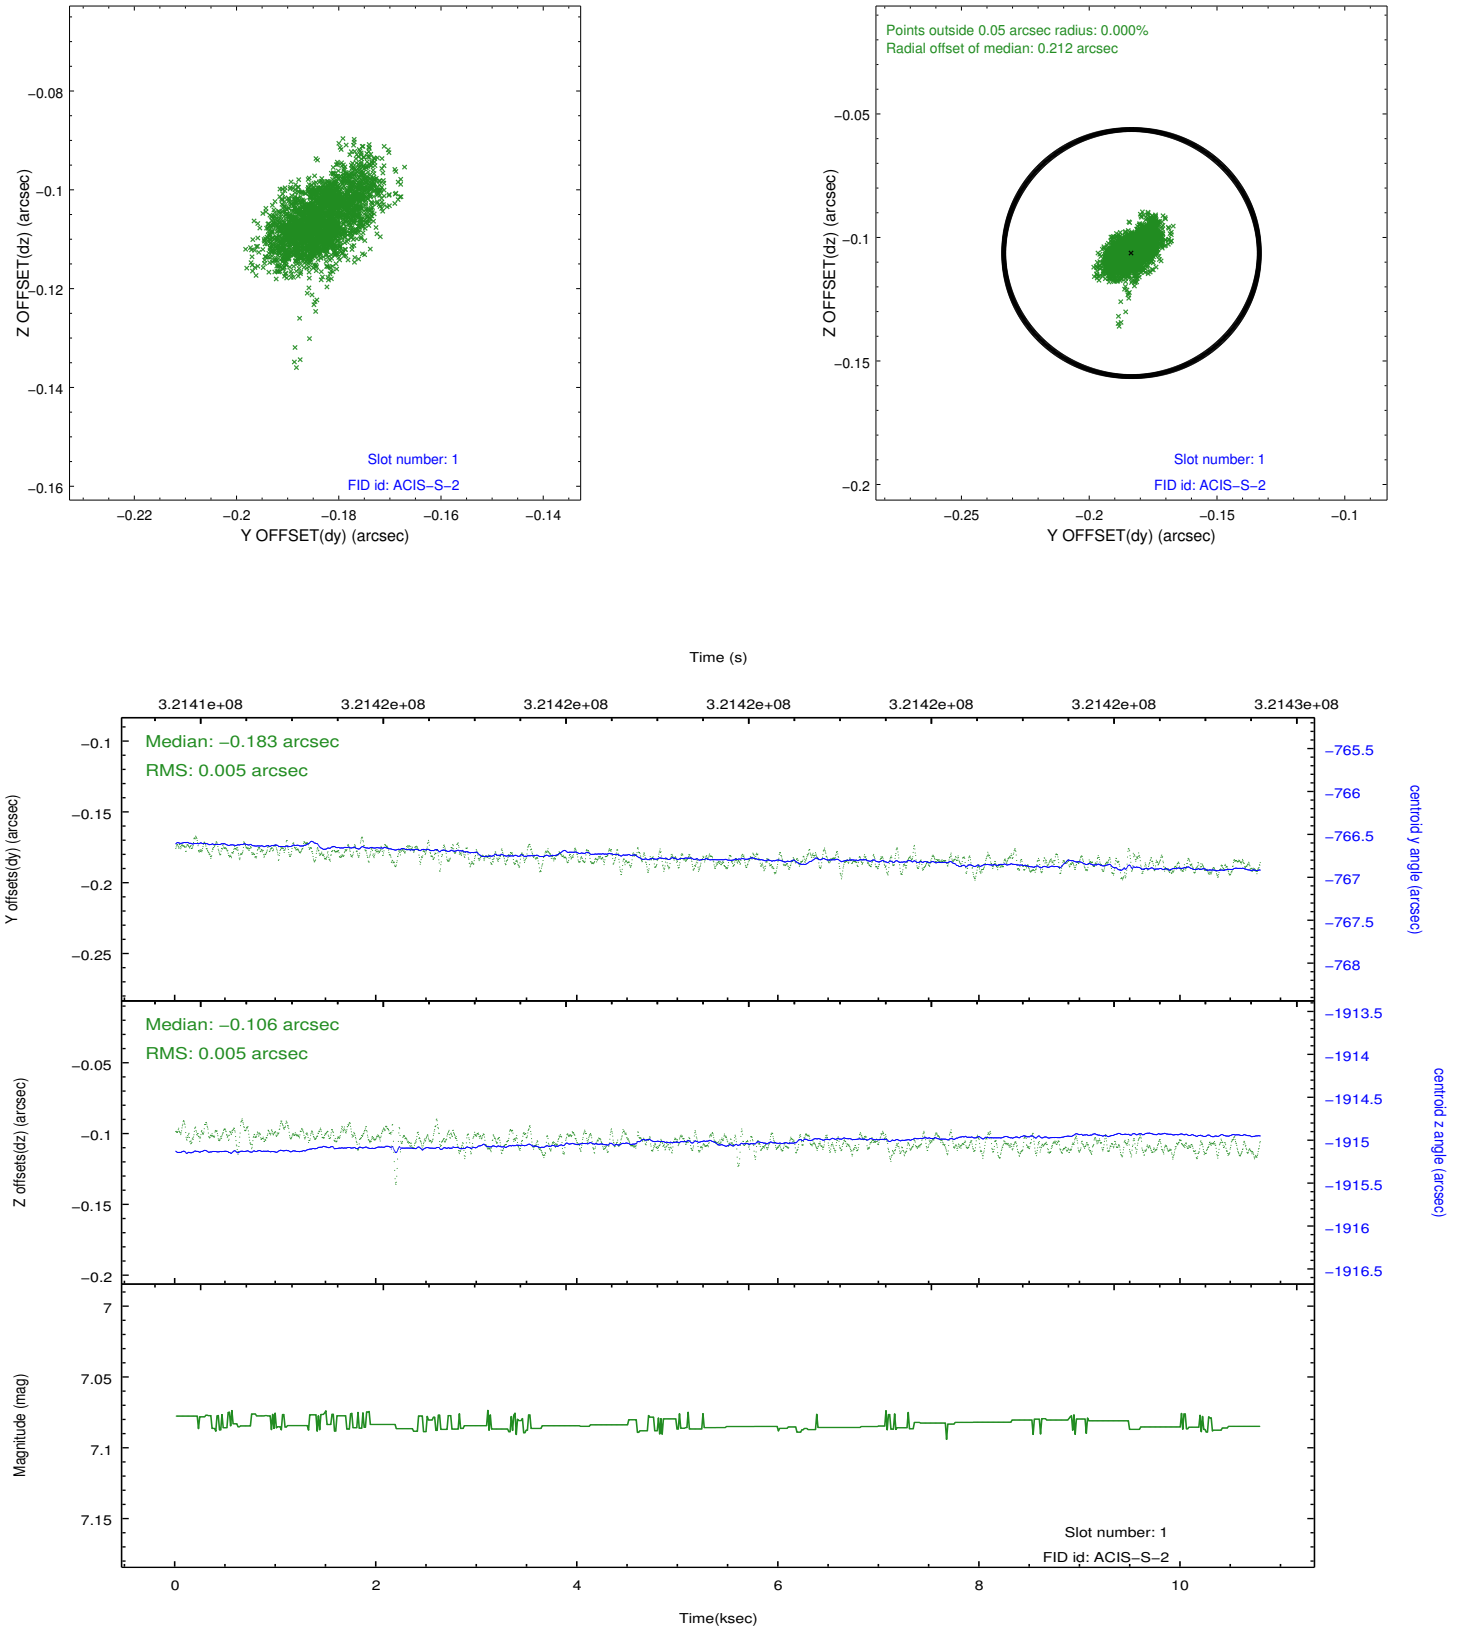 −0.08
−0.1
−0.12
−0.14
−0.16
Z OFFSET(dz) (arcsec)
Slot number: 1
FID id: ACIS−S−2
−0.22
−0.2
−0.18
−0.16
−0.14
Y OFFSET(dy) (arcsec)
Points outside 0.05 arcsec radius: 0.000%
Radial offset of median: 0.212 arcsec
−0.05
−0.1
−0.15
−0.2
Z OFFSET(dz) (arcsec)
Slot number: 1
FID id: ACIS−S−2
−0.25
−0.2
−0.15
−0.1
Y OFFSET(dy) (arcsec)
Time (s)
3.2141e+08
3.2142e+08
3.2142e+08
3.2142e+08
3.2142e+08
3.2142e+08
3.2143e+08
Median: −0.183 arcsec
RMS: 0.005 arcsec
−0.1
−0.15
−0.2
−0.25
Y offsets(dy) (arcsec)
−765.5
−766
−766.5
−767
−767.5
−768
centroid y angle (arcsec)
Median: −0.106 arcsec
RMS: 0.005 arcsec
−0.05
−0.1
−0.15
−0.2
Z offsets(dz) (arcsec)
−1913.5
−1914
−1914.5
−1915
−1915.5
−1916
−1916.5
centroid z angle (arcsec)
7
7.05
7.1
7.15
Magnitude (mag)
Slot number: 1
FID id: ACIS−S−2
0
2
4
6
8
10
Time(ksec)